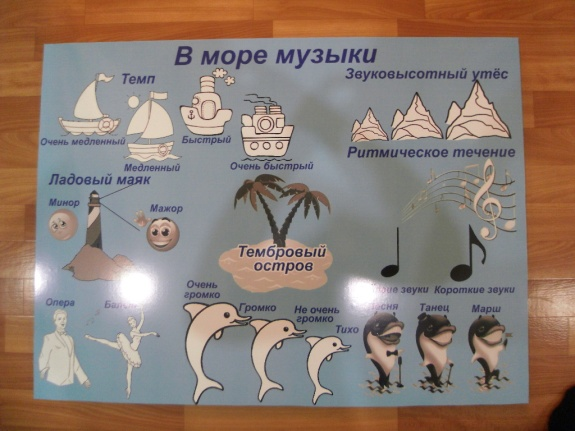 В море музыки
Темп
Звуковысотный утёс
Очень медленный
Медленный
Быстрый
Очень быстрый
Ритмическое течение
Ладовый маяк
Минор
Мажор
Тембровый
остров
Короткие звуки
звуки
Опера
Очень
громко
Громко
Не очень
громко
Тихо
Танец
Марш